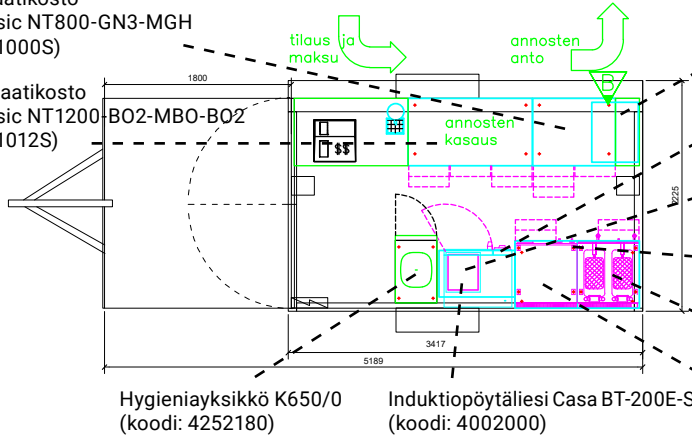 aatikosto
sic NT800-GN3-MGH
1000S)
tilaus ja
maksu
annosten
anto
1800
B
aatikosto
sic NT1200-BO2-MBO-BO2
1012S)
annosten
kasaus
$$
225
3417
5189
Hygieniayksikkö K650/0
(koodi: 4252180)
Induktiopöytäliesi Casa BT-200E-S
(koodi: 4002000)